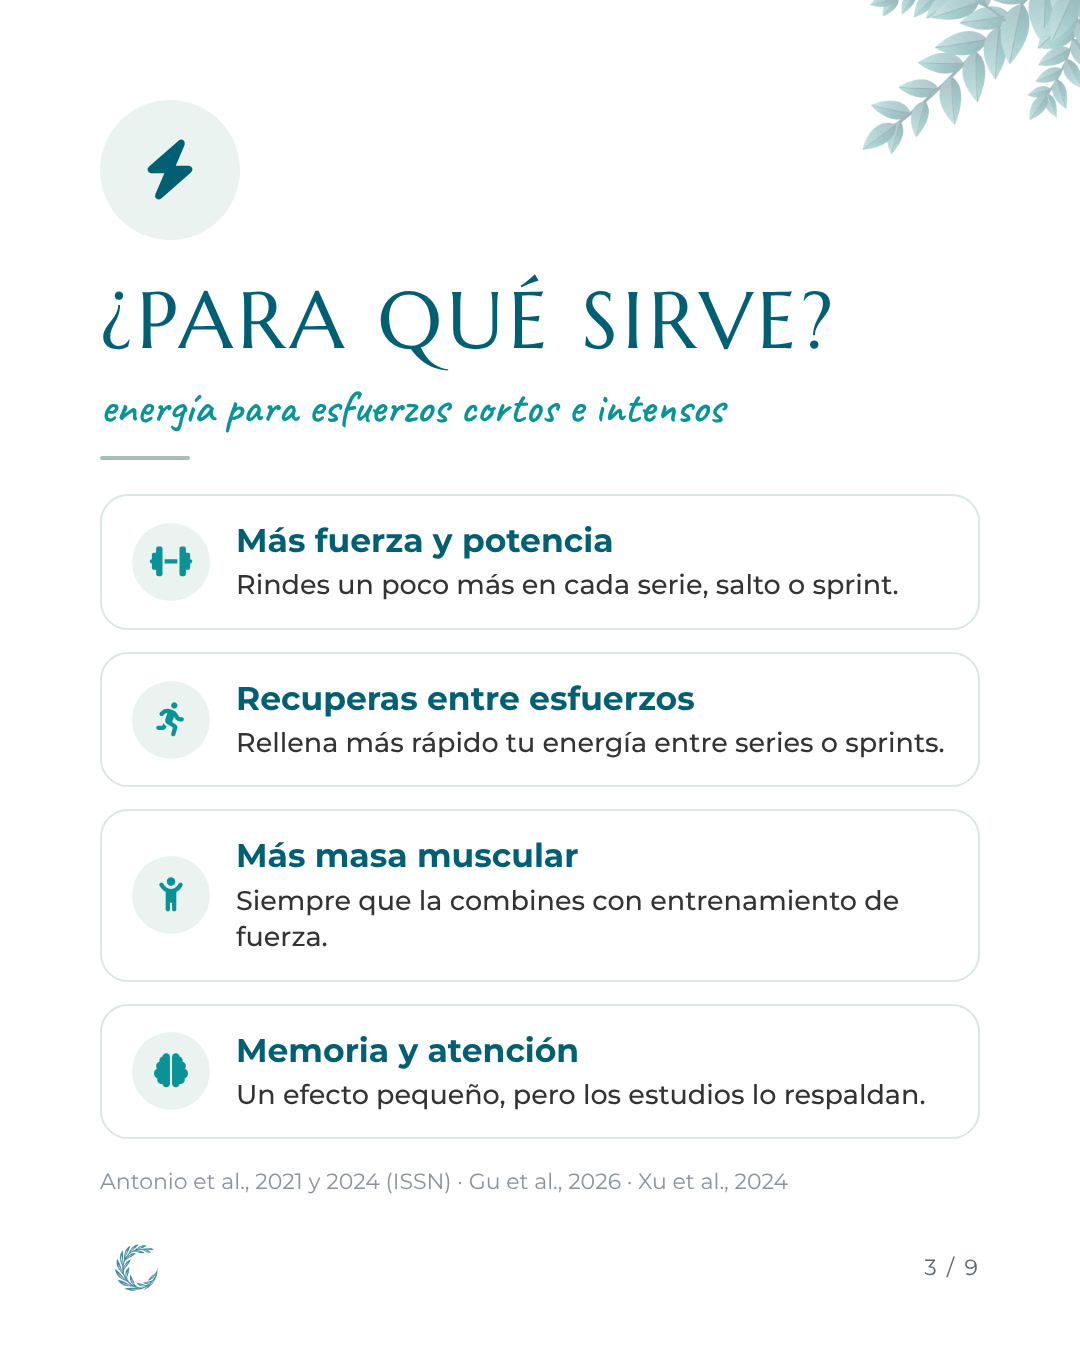 ¿PARA QUÉ SIRVE?
energía para esfuerzos cortos e intensos
Más fuerza y potencia
Rindes un poco más en cada serie, salto o sprint.
Recuperas entre esfuerzos
Rellena más rápido tu energía entre series o sprints.
Más masa muscular
Siempre que la combines con entrenamiento de
fuerza.
Memoria y atención
Un efecto pequeño, pero los estudios lo respaldan.
Antonio et al., 2021 y 2024 (ISSN) · Gu et al., 2026 · Xu et al., 2024
3 / 9